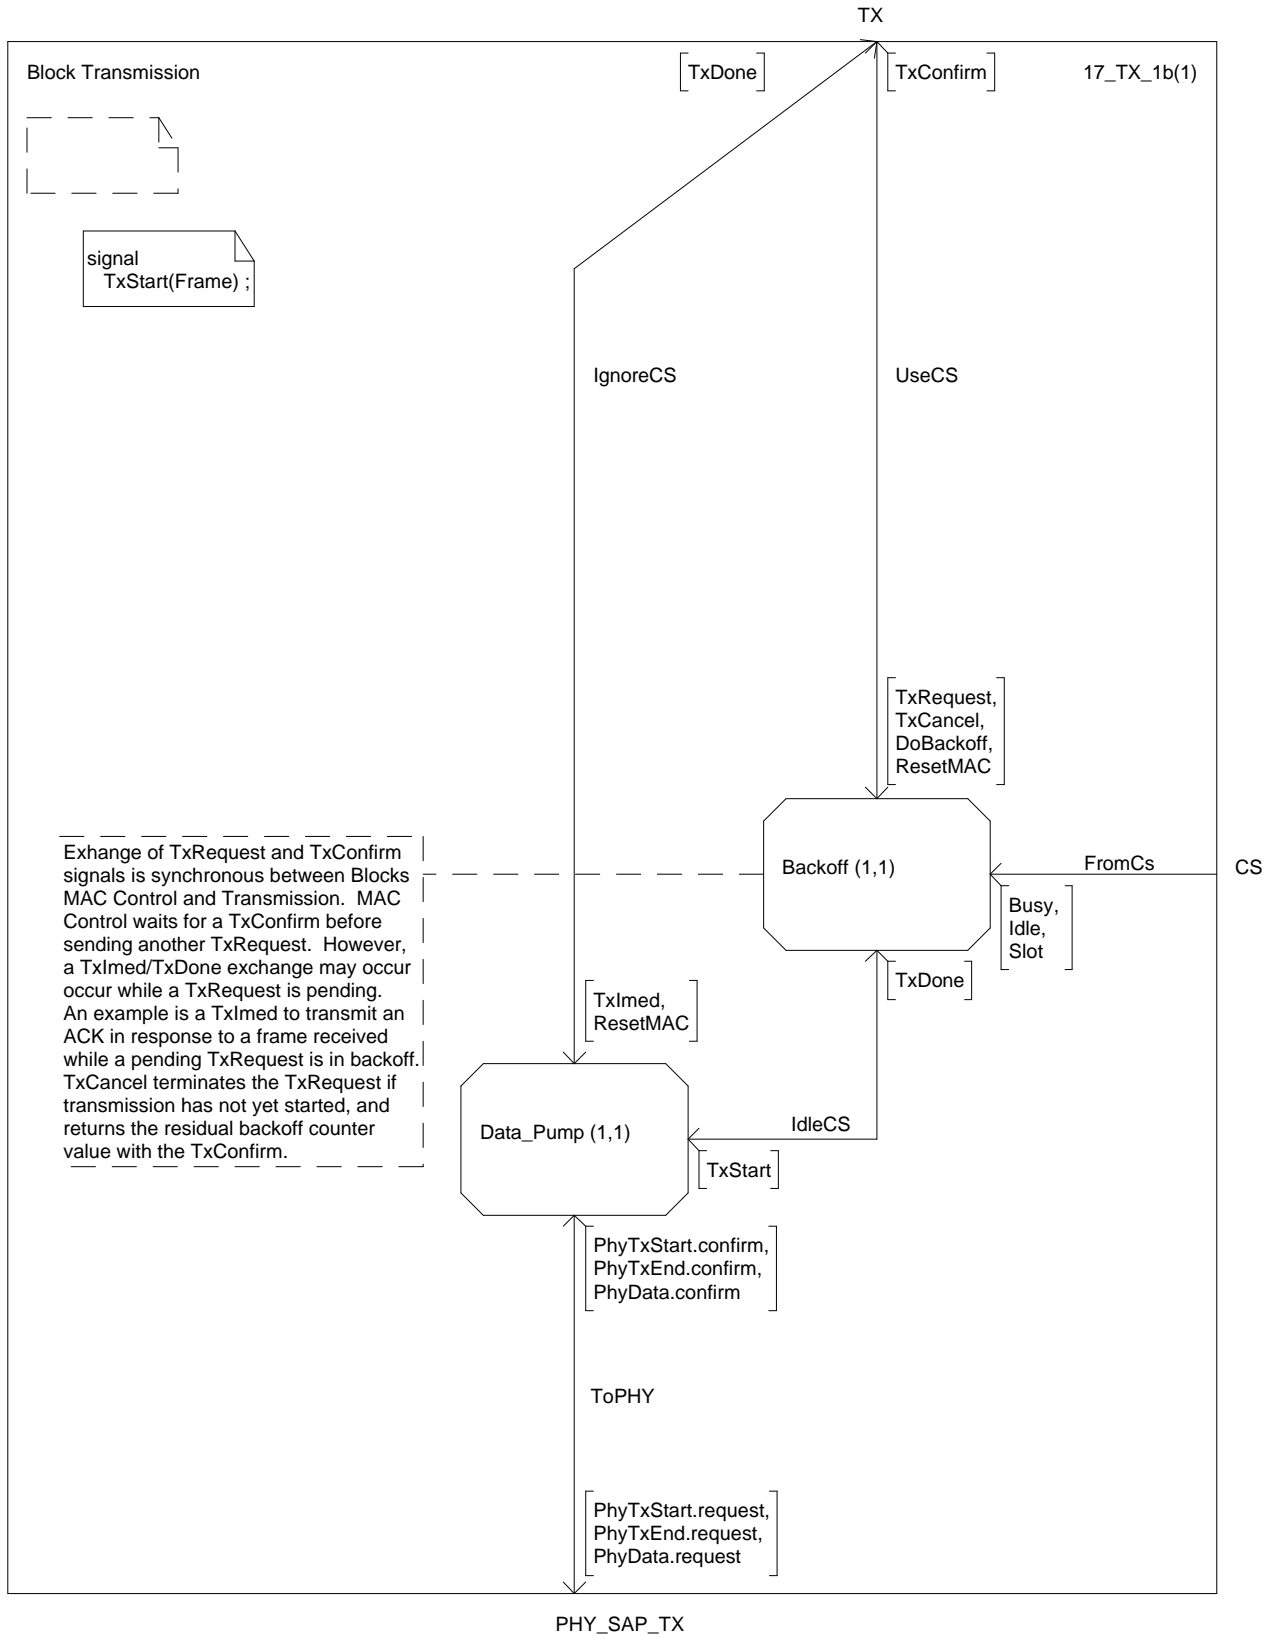 TX
Block Transmission
[TxDone]
[TxConfirm]
17_TX_1b(1)
signal
TxStart(Frame) ;
IgnoreCS
UseCS
TxRequest,
TxCancel,
DoBackoff,
ResetMAC
Exhange of TxRequest and TxConfirm
signals is synchronous between Blocks
MAC Control and Transmission. MAC
Control waits for a TxConfirm before
sending another TxRequest. However,
a TxImed/TxDone exchange may occur
occur while a TxRequest is pending.
An example is a TxImed to transmit an
ACK in response to a frame received
while a pending TxRequest is in backoff.
TxCancel terminates the TxRequest if
transmission has not yet started, and
returns the residual backoff counter
value with the TxConfirm.
Backoff (1,1)
FromCs
CS
Busy,
Idle,
Slot
TxDone
TxImed,
ResetMAC
Data_Pump (1,1)
IdleCS
TxStart
PhyTxStart.confirm,
PhyTxEnd.confirm,
PhyData.confirm
ToPHY
PhyTxStart.request,
PhyTxEnd.request,
PhyData.request
PHY_SAP_TX